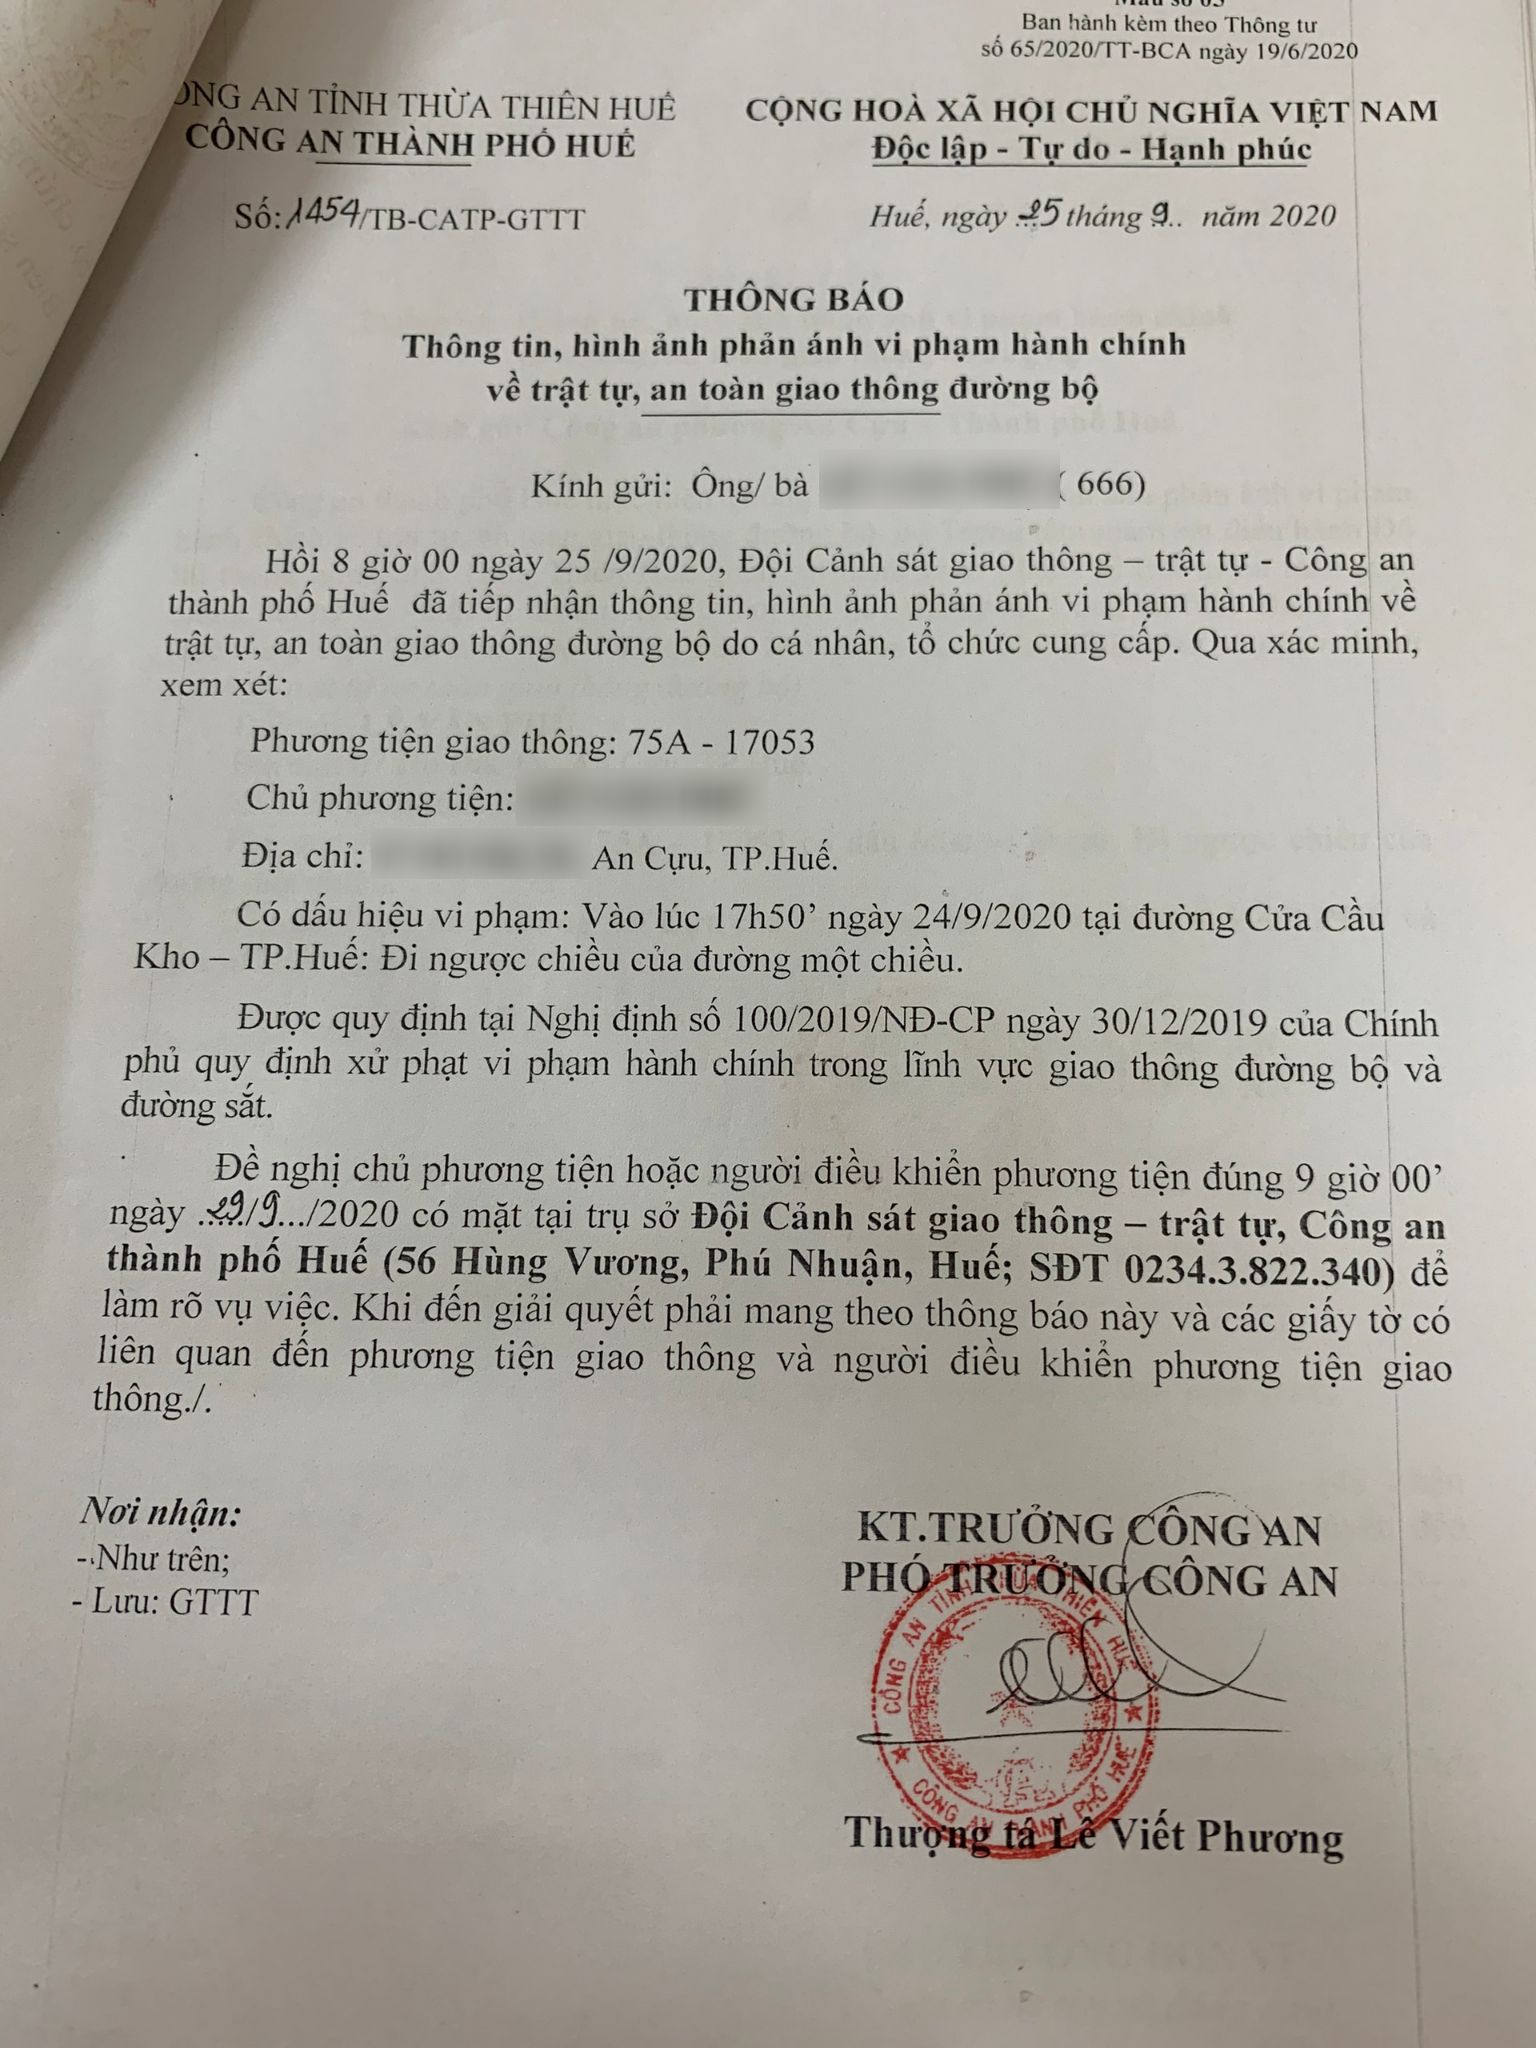 Mẫu số 03
Ban hành kèm theo Thông tư
số 65/2020/TT-BCA ngày 19/6/2020
ÔNG AN TỈNH THỪA THIÊN HUẾ
CÔNG AN THÀNH PHỐ HUẾ
CỘNG HOÀ XÃ HỘI CHỦ NGHĨA VIỆT NAM
Độc lập - Tự do - Hạnh phúc
Số: 1454/TB-CATP-GTTT
Huế, ngày 25 tháng 9.. năm 2020
THÔNG BÁO
Thông tin, hình ảnh phản ánh vi phạm hành chính
về trật tự, an toàn giao thông đường bộ
Kính gửi: Ông/ bà ( 666)
Hồi 8 giờ 00 ngày 25 /9/2020, Đội Cảnh sát giao thông – trật tự - Công an
thành phố Huế đã tiếp nhận thông tin, hình ảnh phản ánh vi phạm hành chính về
trật tự, an toàn giao thông đường bộ do cá nhân, tổ chức cung cấp. Qua xác minh,
xem xét:
Phương tiện giao thông: 75A - 17053
Chủ phương tiện:
Địa chỉ: An Cựu, TP.Huế.
Có dấu hiệu vi phạm: Vào lúc 17h50’ ngày 24/9/2020 tại đường Cửa Cầu
Kho – TP.Huế: Đi ngược chiều của đường một chiều.
Được quy định tại Nghị định số 100/2019/NĐ-CP ngày 30/12/2019 của Chính
phủ quy định xử phạt vi phạm hành chính trong lĩnh vực giao thông đường bộ và
đường sắt.
Đề nghị chủ phương tiện hoặc người điều khiển phương tiện đúng 9 giờ 00’
ngày 29/9.../2020 có mặt tại trụ sở Đội Cảnh sát giao thông – trật tự, Công an
thành phố Huế (56 Hùng Vương, Phú Nhuận, Huế; SĐT 0234.3.822.340) để
làm rõ vụ việc. Khi đến giải quyết phải mang theo thông báo này và các giấy tờ có
liên quan đến phương tiện giao thông và người điều khiển phương tiện giao
thông./.
Nơi nhận:
- Như trên;
- Lưu: GTTT
KT.TRƯỞNG CÔNG AN
PHÓ TRƯỞNG CÔNG AN
CÔNG AN TỈNH THỪA THIÊN HUẾ
CÔNG AN THÀNH PHỐ HUẾ
Thượng tá Lê Viết Phương